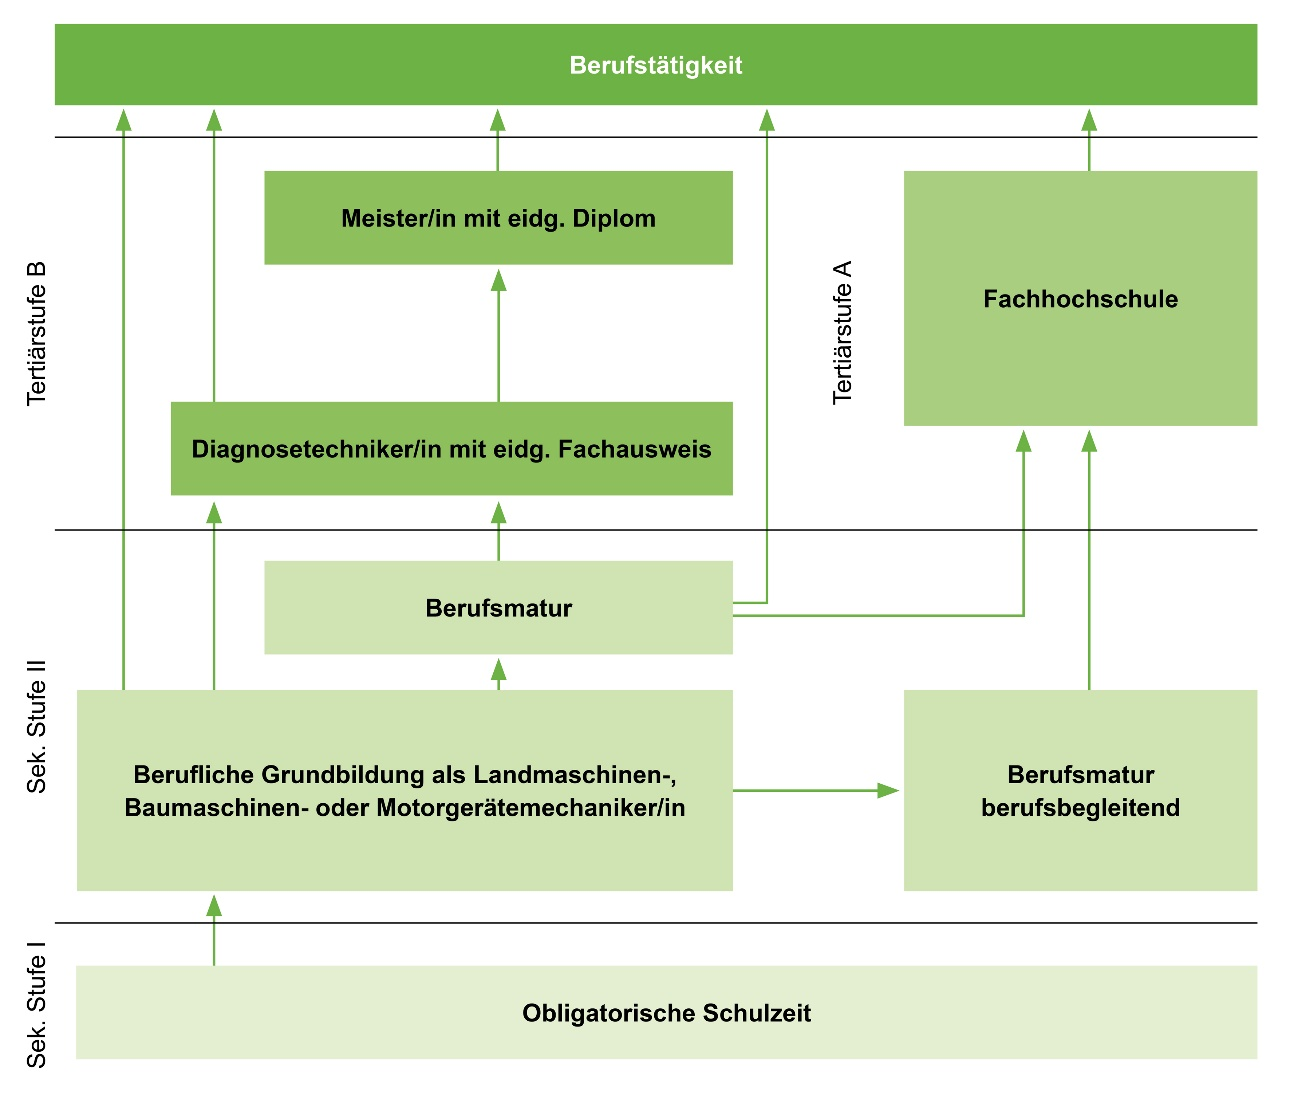 Berufstätigkeit
Tertiärstufe B
Meister/in mit eidg. Diplom
Tertiärstufe A
Fachhochschule
Diagnosetechniker/in mit eidg. Fachausweis
Sek. Stufe II
Berufsmatur
Berufliche Grundbildung als Landmaschinen-,
Baumaschinen- oder Motorgerätemechaniker/in
Berufsmatur
berufsbegleitend
Sek. Stufe I
Obligatorische Schulzeit